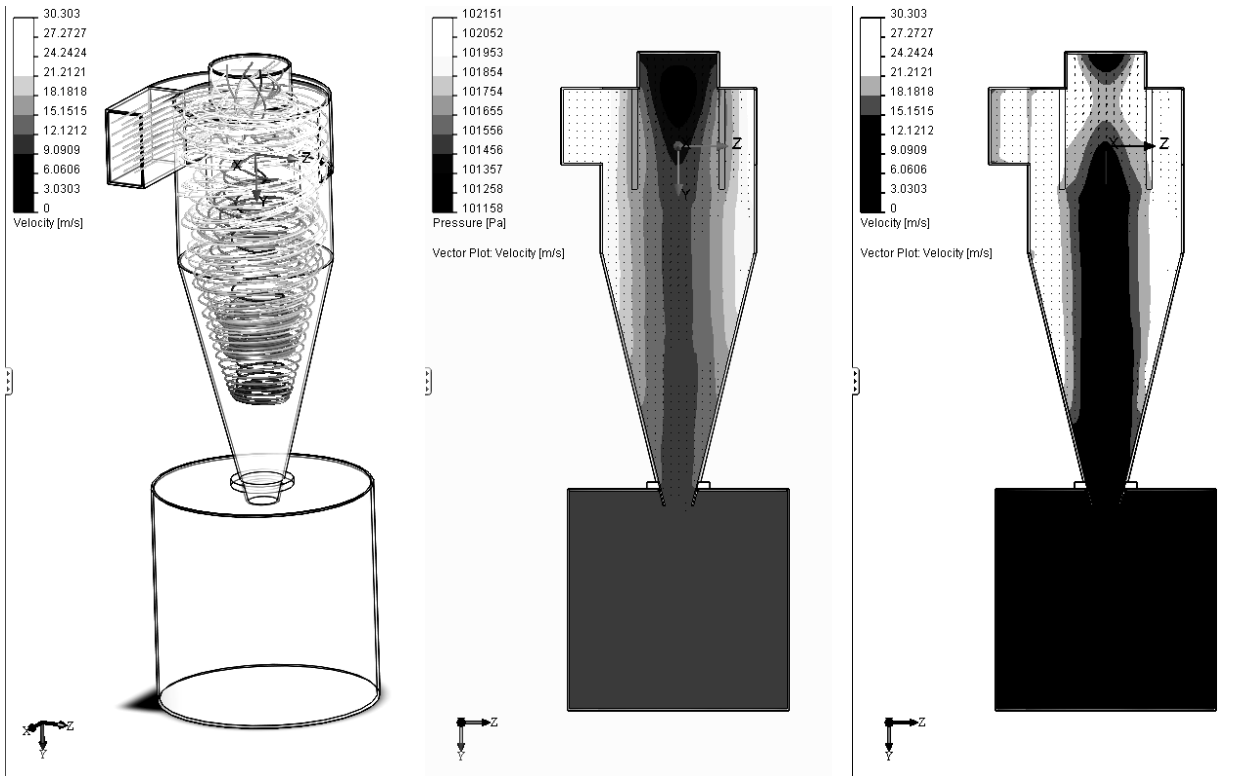 30.303
27.2727
24.2424
21.2121
18.1818
15.1515
12.1212
9.0909
6.0606
3.0303
0
Velocity [m/s]
X
Z
Y
X
Z
Y
102151
102052
101953
101854
101754
101655
101556
101456
101357
101258
101158
Pressure [Pa]
Vector Plot: Velocity [m/s]
Z
Y
Z
Y
30.303
27.2727
24.2424
21.2121
18.1818
15.1515
12.1212
9.0909
6.0606
3.0303
0
Velocity [m/s]
Vector Plot: Velocity [m/s]
X
Z
Z
Y